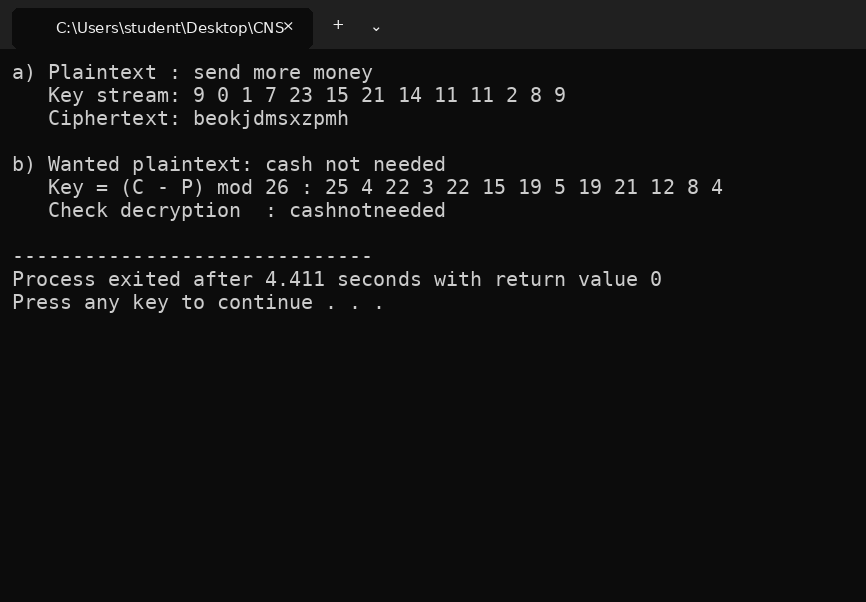 C:\Users\student\Desktop\CNS
a) Plaintext : send more money
Key stream: 9 0 1 7 23 15 21 14 11 11 2 8 9
Ciphertext: beokjdmsxzpmh
b) Wanted plaintext: cash not needed
Key = (C - P) mod 26 : 25 4 22 3 22 15 19 5 19 21 12 8 4
Check decryption  : cashnotneeded
------------------------------
Process exited after 4.411 seconds with return value 0
Press any key to continue . . .